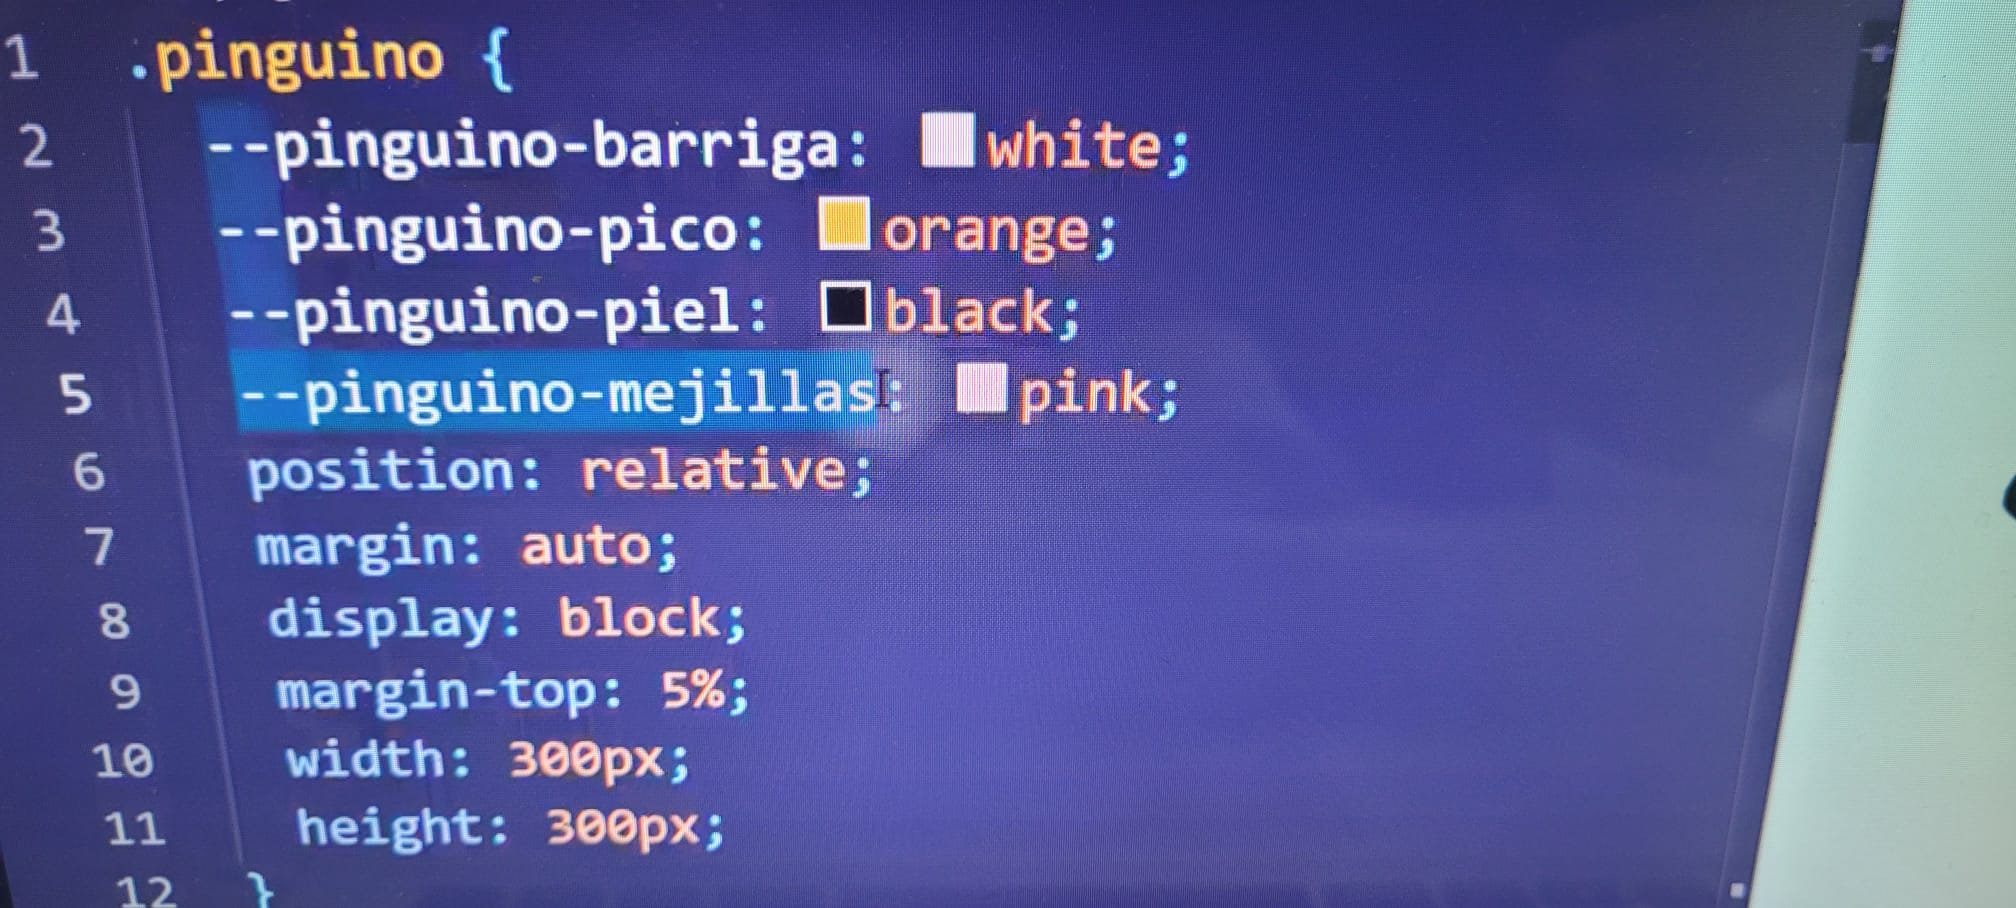 1 .pinguino {
2 --pinguino-barriga: white;
3 --pinguino-pico: orange;
4 --pinguino-piel: black;
5 --pinguino-mejillas: pink;
6 position: relative;
7 margin: auto;
8 display: block;
9 margin-top: 5%;
10 width: 300px;
11 height: 300px;
12 }